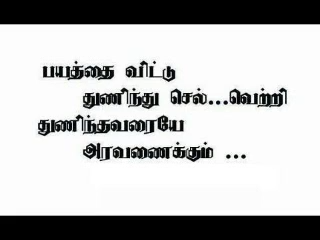 பயத்தை விட்டு
துணிந்து செல்...வெற்றி
துணிந்தவரையே
அரவணைக்கும் ...